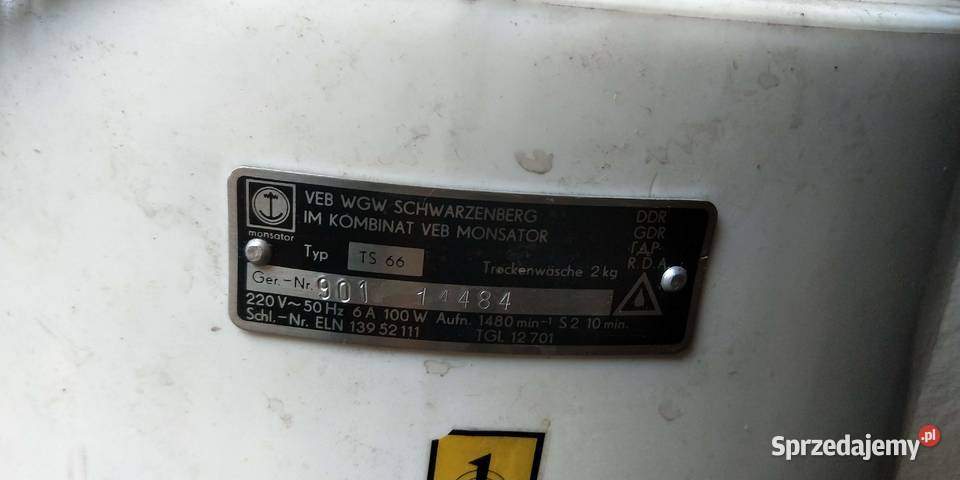 VEB WGW SCHWARZENBERG
IM KOMBINAT VEB MONSATOR
DDR
GDR
Г.Д.Р.
R.D.A.
monsator
Typ TS 66
Trockenwäsche 2 kg
Ger.-Nr. 901 11484
220 V~50 Hz 6 A 100 W Aufn. 1480 min⁻¹ S 2 10 min.
Schl.-Nr. ELN 139 52 111 TGL 12 701
1
Sprzedajemy.pl